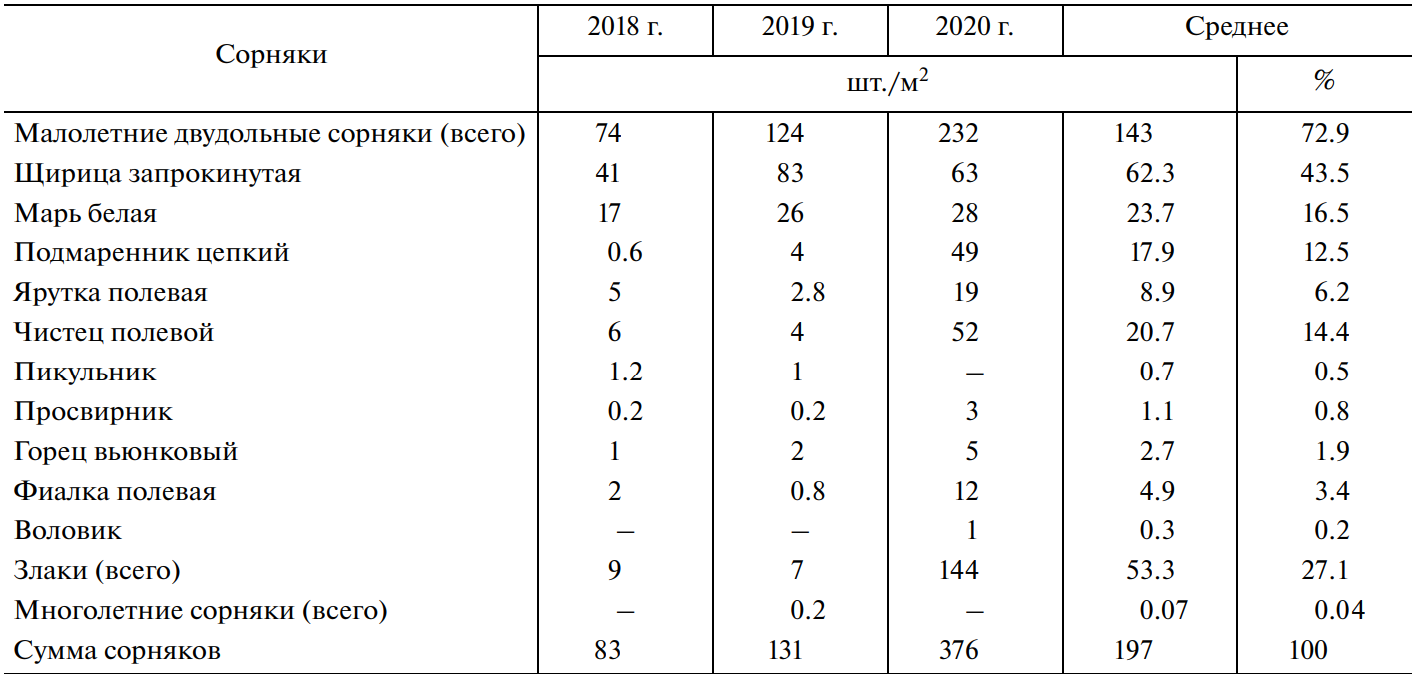 Сорняки 2018 г. 2019 г. 2020 г. Среднее
шт./м² %
Малолетние двудольные сорняки (всего) 74 124 232 143 72.9
Щирица запрокинутая 41 83 63 62.3 43.5
Марь белая 17 26 28 23.7 16.5
Подмаренник цепкий 0.6 4 49 17.9 12.5
Ярутка полевая 5 2.8 19 8.9 6.2
Чистец полевой 6 4 52 20.7 14.4
Пикульник 1.2 1 – 0.7 0.5
Просвирник 0.2 0.2 3 1.1 0.8
Горец вьюнковый 1 2 5 2.7 1.9
Фиалка полевая 2 0.8 12 4.9 3.4
Воловик – – 1 0.3 0.2
Злаки (всего) 9 7 144 53.3 27.1
Многолетние сорняки (всего) – 0.2 – 0.07 0.04
Сумма сорняков 83 131 376 197 100